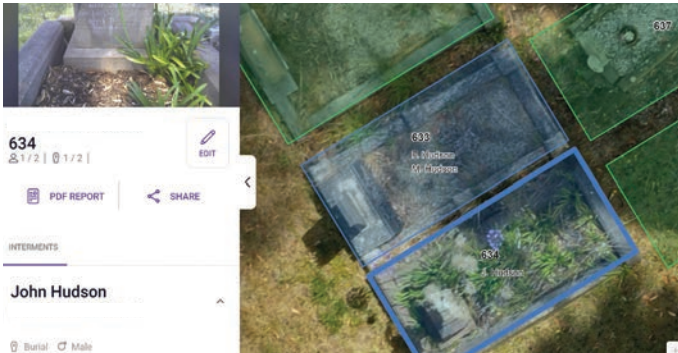 634
1 / 2 | 1 / 2 |
EDIT
PDF REPORT
SHARE
INTERMENTS
John Hudson
Burial Male
637
633
Hudson
M. Hudson
634
Hudson